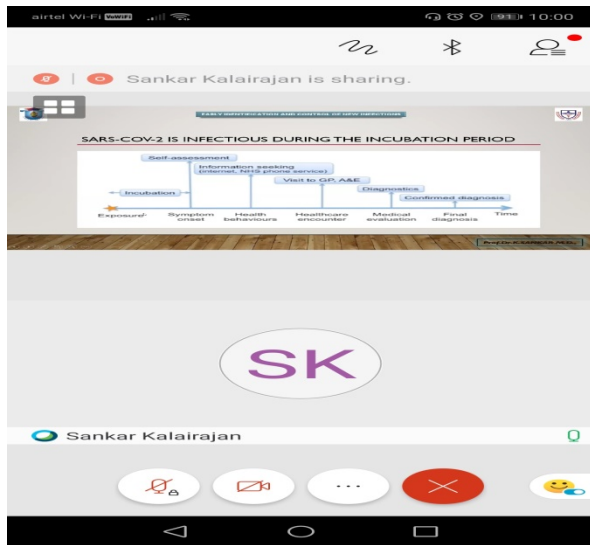 airtel Wi-Fi VoWiFi 91 10:00
Sankar Kalairajan is sharing.
EARLY IDENTIFICATION AND CONTROL OF NEW INFECTIONS
SARS-COV-2 IS INFECTIOUS DURING THE INCUBATION PERIOD
Self-assessment
Information seeking
(internet, NHS phone service)
Visit to GP, A&E
Diagnostics
Incubation
Confirmed diagnosis
Exposure Symptom onset Health behaviours Healthcare encounter Medical evaluation Final diagnosis Time
SK
Sankar Kalairajan